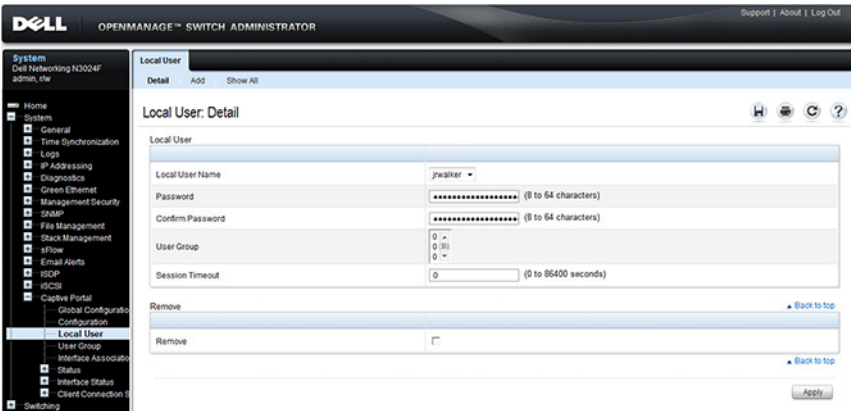 Support | About | Log Out
DELL OPENMANAGE™ SWITCH ADMINISTRATOR
System
Dell Networking N3024F
admin, r/w
Home
System
General
Time Synchronization
Logs
IP Addressing
Diagnostics
Green Ethernet
Management Security
SNMP
File Management
Stack Management
sFlow
Email Alerts
ISDP
iSCSI
Captive Portal
Global Configuratio
Configuration
Local User
User Group
Interface Associatio
Status
Interface Status
Client Connection S
Switching
Local User
Detail Add Show All
Local User: Detail
Local User
Local User Name jrwalker
Password (8 to 64 characters)
Confirm Password (8 to 64 characters)
User Group 0 0 0
Session Timeout 0 (0 to 86400 seconds)
Back to top
Remove
Remove
Back to top
Apply